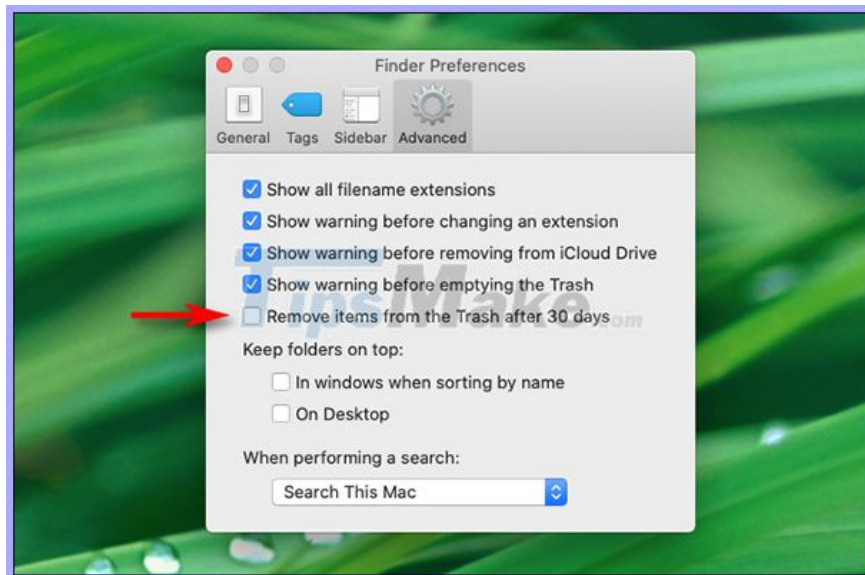 Finder Preferences
General Tags Sidebar Advanced
Show all filename extensions
Show warning before changing an extension
Show warning before removing from iCloud Drive
Show warning before emptying the Trash
Remove items from the Trash after 30 days
TipsMake.com
Keep folders on top:
In windows when sorting by name
On Desktop
When performing a search:
Search This Mac